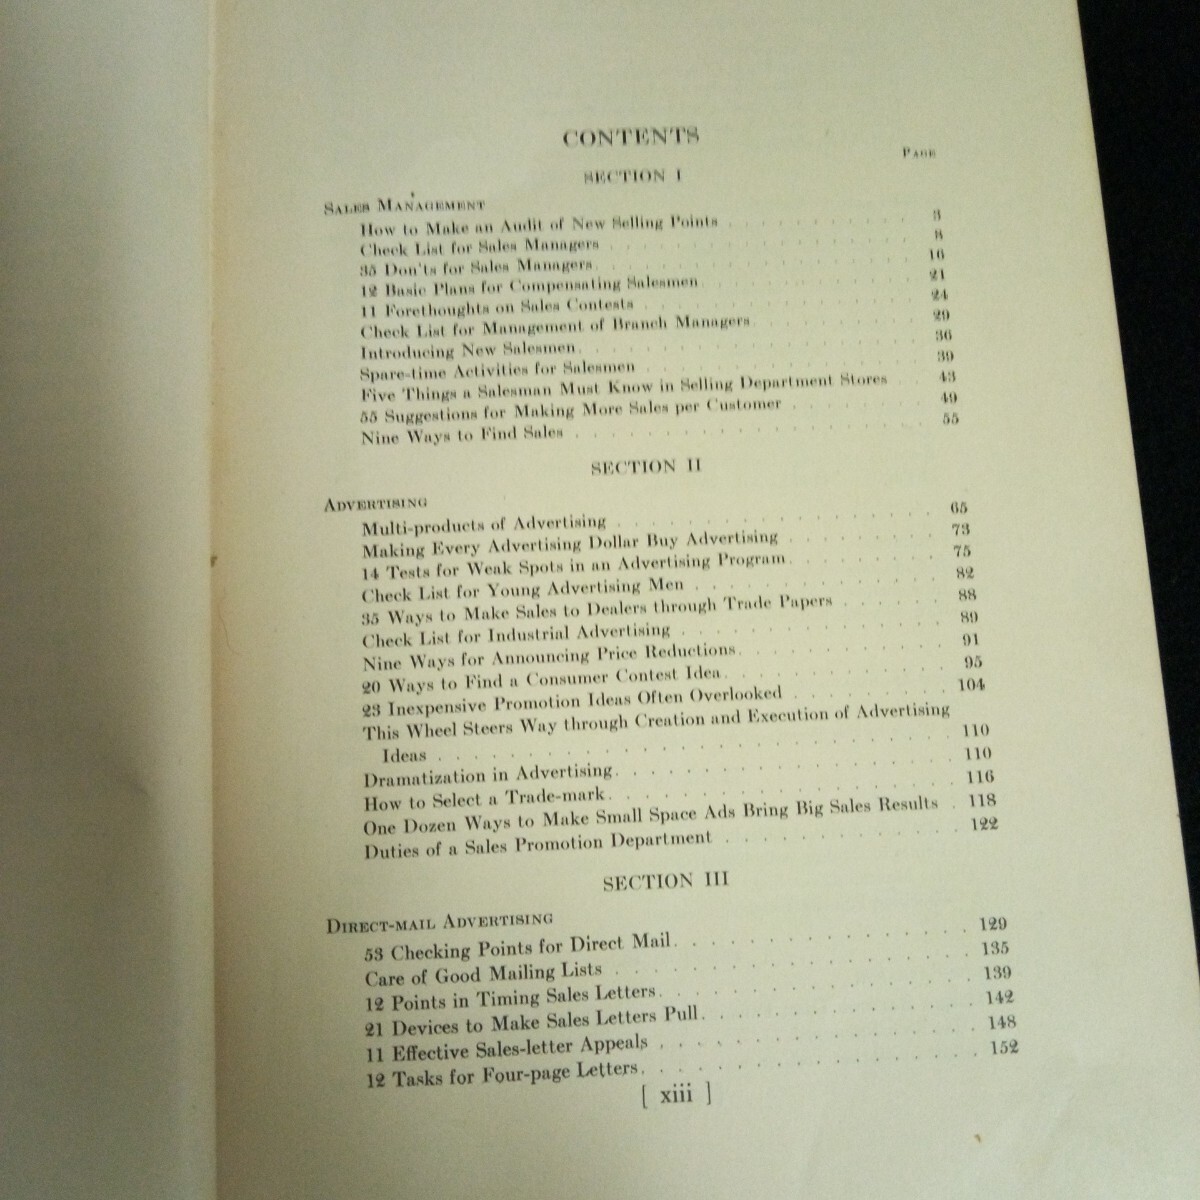 CONTENTS
PAGE
SECTION I
SALES MANAGEMENT
How to Make an Audit of New Selling Points . . . . . . . . . . . 3
Check List for Sales Managers . . . . . . . . . . . . . . . . 8
35 Don'ts for Sales Managers. . . . . . . . . . . . . . . . 16
12 Basic Plans for Compensating Salesmen . . . . . . . . . . . 21
11 Forethoughts on Sales Contests . . . . . . . . . . . . . . 24
Check List for Management of Branch Managers. . . . . . . . . 29
Introducing New Salesmen. . . . . . . . . . . . . . . . . 36
Spare-time Activities for Salesmen . . . . . . . . . . . . . . 39
Five Things a Salesman Must Know in Selling Department Stores . . 43
55 Suggestions for Making More Sales per Customer . . . . . . . 49
Nine Ways to Find Sales . . . . . . . . . . . . . . . . . 55
SECTION II
ADVERTISING
Multi-products of Advertising . . . . . . . . . . . . . . . . 65
Making Every Advertising Dollar Buy Advertising . . . . . . . . 73
14 Tests for Weak Spots in an Advertising Program. . . . . . . . 75
Check List for Young Advertising Men . . . . . . . . . . . . 82
35 Ways to Make Sales to Dealers through Trade Papers . . . . . . 88
Check List for Industrial Advertising . . . . . . . . . . . . . 89
Nine Ways for Announcing Price Reductions. . . . . . . . . . 91
20 Ways to Find a Consumer Contest Idea. . . . . . . . . . . 95
23 Inexpensive Promotion Ideas Often Overlooked . . . . . . . . 104
This Wheel Steers Way through Creation and Execution of Advertising
Ideas . . . . . . . . . . . . . . . . . . . . . . . . 110
Dramatization in Advertising. . . . . . . . . . . . . . . . 110
How to Select a Trade-mark. . . . . . . . . . . . . . . . . 116
One Dozen Ways to Make Small Space Ads Bring Big Sales Results . 118
Duties of a Sales Promotion Department . . . . . . . . . . . 122
SECTION III
DIRECT-MAIL ADVERTISING
53 Checking Points for Direct Mail. . . . . . . . . . . . . . 129
Care of Good Mailing Lists . . . . . . . . . . . . . . . . 135
12 Points in Timing Sales Letters. . . . . . . . . . . . . . . 139
21 Devices to Make Sales Letters Pull. . . . . . . . . . . . . 142
11 Effective Sales-letter Appeals . . . . . . . . . . . . . . . 148
12 Tasks for Four-page Letters. . . . . . . . . . . . . . . . 152
[ xiii ]